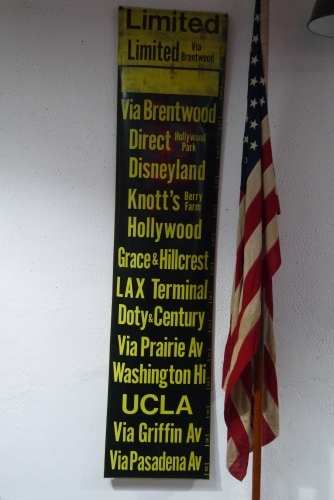 Limited
Limited Via Brentwood
Via Brentwood
Direct Hollywood Park
Disneyland
Knott's Berry Farm
Hollywood
Grace & Hillcrest
LAX Terminal
Doty & Century
Via Prairie Av
Washington Hi
UCLA
Via Griffin Av
Via Pasadena Av